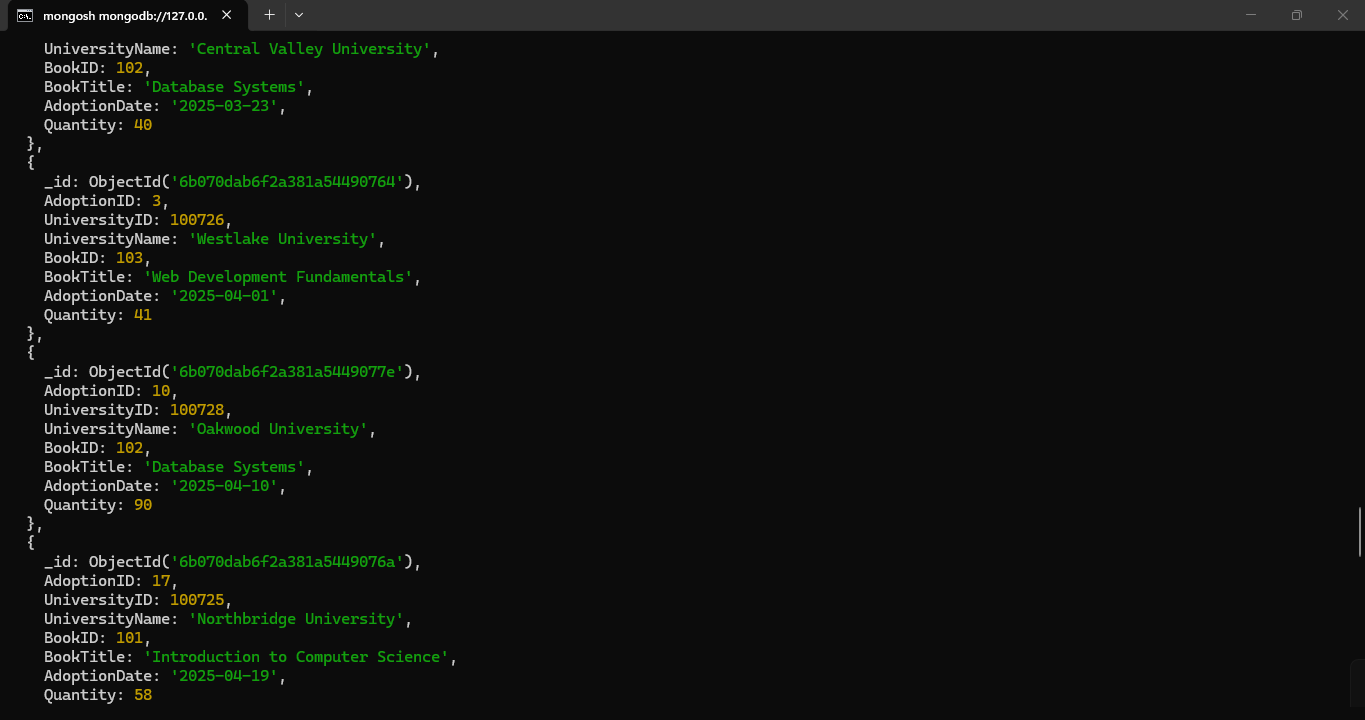 mongosh mongodb://127.0.0.
UniversityName: 'Central Valley University',
BookID: 102,
BookTitle: 'Database Systems',
AdoptionDate: '2025-03-23',
Quantity: 40
},
{
_id: ObjectId('6b070dab6f2a381a54490764'),
AdoptionID: 3,
UniversityID: 100726,
UniversityName: 'Westlake University',
BookID: 103,
BookTitle: 'Web Development Fundamentals',
AdoptionDate: '2025-04-01',
Quantity: 41
},
{
_id: ObjectId('6b070dab6f2a381a5449077e'),
AdoptionID: 10,
UniversityID: 100728,
UniversityName: 'Oakwood University',
BookID: 102,
BookTitle: 'Database Systems',
AdoptionDate: '2025-04-10',
Quantity: 90
},
{
_id: ObjectId('6b070dab6f2a381a5449076a'),
AdoptionID: 17,
UniversityID: 100725,
UniversityName: 'Northbridge University',
BookID: 101,
BookTitle: 'Introduction to Computer Science',
AdoptionDate: '2025-04-19',
Quantity: 58